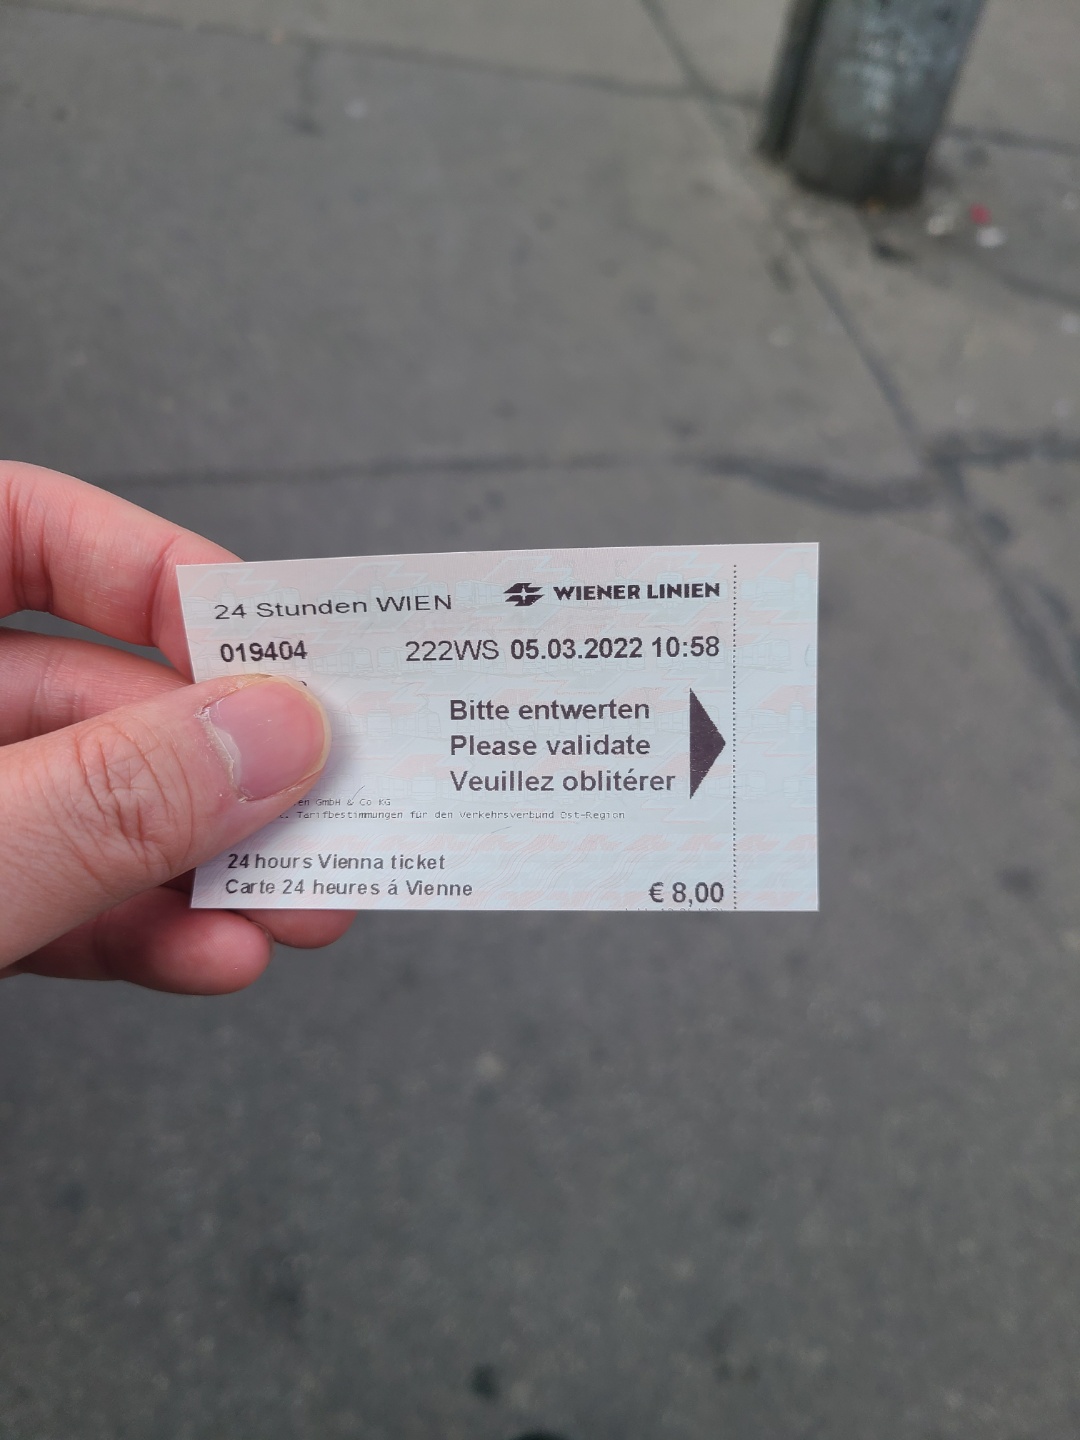 24 Stunden WIEN
WIENER LINIEN
019404
222WS 05.03.2022 10:58
Bitte entwerten
Please validate
Veuillez oblitérer
GmbH & Co KG
Tarifbestimmungen für den Verkehrsverbund Ost-Region
24 hours Vienna ticket
Carte 24 heures á Vienne
€ 8,00